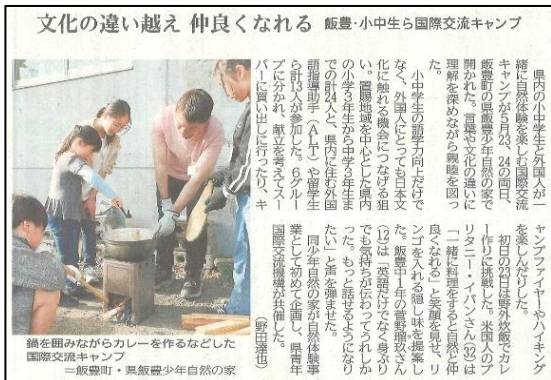 文化の違い越え 仲良くなれる 飯豊・小中生ら国際交流キャンプ
県内の小中学生と外国人が一
緒に自然体験を楽しむ国際交流
キャンプが5月23、24の両日、
飯豊町の県飯豊少年自然の家で
開かれた。言葉や文化の違いに
理解を深めながら親睦を図っ
た。
小中学生の語学力向上だけで
なく、外国人にとっても日本文
化に触れる機会につなげる狙
い。置賜地域を中心とした県内
の小学3年生から中学3年生ま
での計24人と、県内に住む外国
語指導助手（ALT）や留学生
ら計13人が参加した。6グルー
プに分かれ、献立を考えてスー
パーに買い出しに行ったり、キ
ャンプファイヤーやハイキング
を楽しんだりした。
初日の23日は野外炊飯でカレ
ー作りに挑戦した。米国人のブ
リタニー・イバンさん(32)は
「一緒に料理をすると自然と仲
良くなれる」と笑顔を見せ、リ
ンゴを入れる隠し味を提案し
た。飯豊中1年の菅野瑠玖さん
(12)は「英語だけでなく身ぶり
でも気持ちが伝わってうれしか
った。もっと話せるようになり
たい」と声を弾ませた。
同少年自然の家が自然体験事
業として初めて企画し、県青年
国際交流機構が共催した。
（野田達也）
鍋を囲みながらカレーを作るなどした
国際交流キャンプ
＝飯豊町・県飯豊少年自然の家